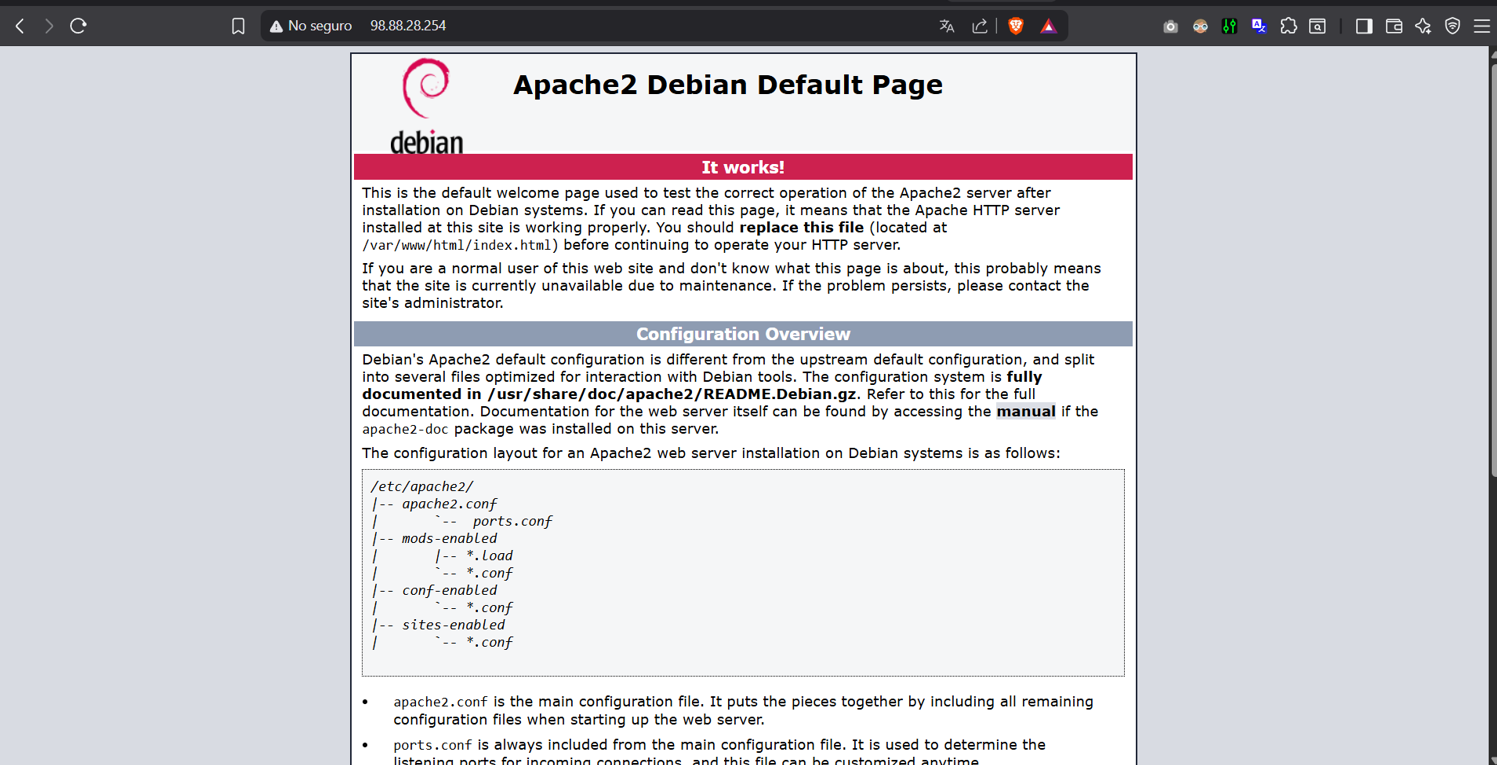 No seguro 98.88.28.254
debian
Apache2 Debian Default Page
It works!
This is the default welcome page used to test the correct operation of the Apache2 server after
installation on Debian systems. If you can read this page, it means that the Apache HTTP server
installed at this site is working properly. You should replace this file (located at
/var/www/html/index.html) before continuing to operate your HTTP server.
If you are a normal user of this web site and don't know what this page is about, this probably means
that the site is currently unavailable due to maintenance. If the problem persists, please contact the
site's administrator.
Configuration Overview
Debian's Apache2 default configuration is different from the upstream default configuration, and split
into several files optimized for interaction with Debian tools. The configuration system is fully
documented in /usr/share/doc/apache2/README.Debian.gz. Refer to this for the full
documentation. Documentation for the web server itself can be found by accessing the manual if the
apache2-doc package was installed on this server.
The configuration layout for an Apache2 web server installation on Debian systems is as follows:
/etc/apache2/
|-- apache2.conf
|       `--  ports.conf
|-- mods-enabled
|       |-- *.load
|       `-- *.conf
|-- conf-enabled
|       `-- *.conf
|-- sites-enabled
|       `-- *.conf
• apache2.conf is the main configuration file. It puts the pieces together by including all remaining
configuration files when starting up the web server.
• ports.conf is always included from the main configuration file. It is used to determine the
listening ports for incoming connections, and this file can be customized anytime.